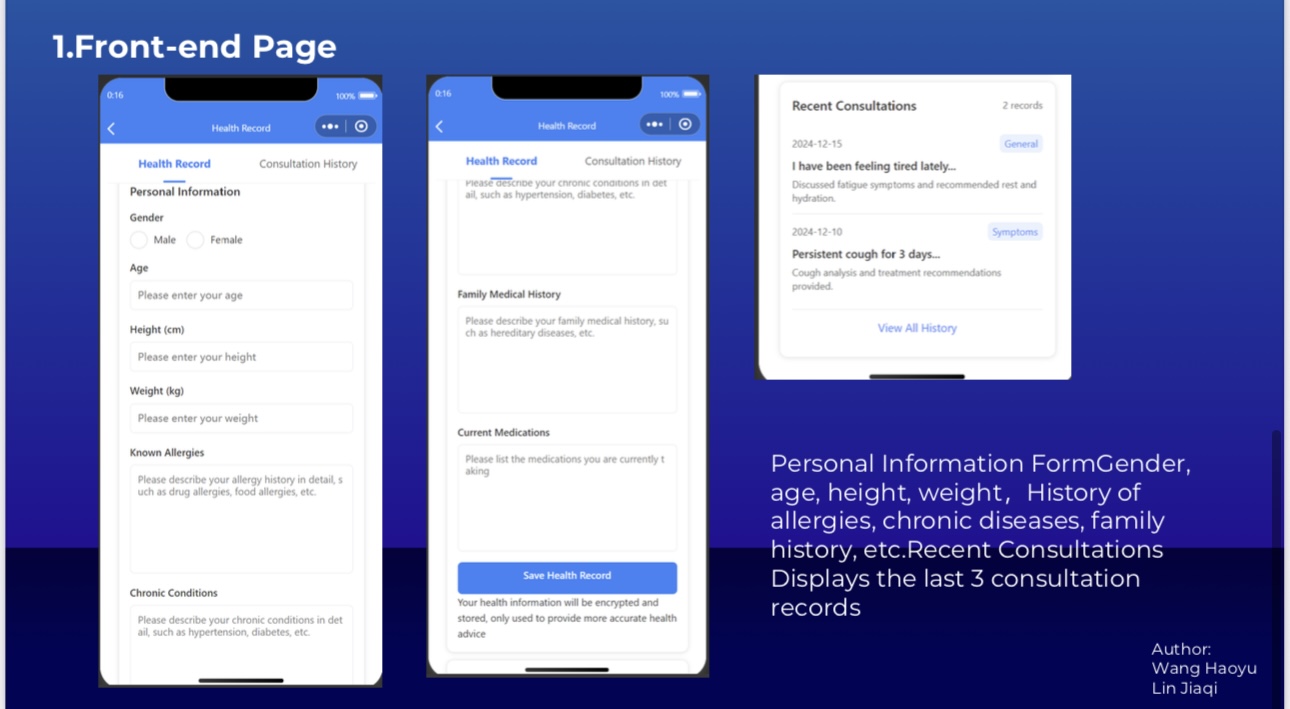 1.Front-end Page
0:16
100%
Health Record
Health Record
Consultation History
Personal Information
Gender
Male
Female
Age
Please enter your age
Height (cm)
Please enter your height
Weight (kg)
Please enter your weight
Known Allergies
Please describe your allergy history in detail, s
uch as drug allergies, food allergies, etc.
Chronic Conditions
Please describe your chronic conditions in det
ail, such as hypertension, diabetes, etc.
0:16
100%
Health Record
Health Record
Consultation History
Please describe your chronic conditions in det
ail, such as hypertension, diabetes, etc.
Family Medical History
Please describe your family medical history, su
ch as hereditary diseases, etc.
Current Medications
Please list the medications you are currently t
aking
Save Health Record
Your health information will be encrypted and
stored, only used to provide more accurate health
advice
Recent Consultations
2 records
2024-12-15
General
I have been feeling tired lately...
Discussed fatigue symptoms and recommended rest and
hydration.
2024-12-10
Symptoms
Persistent cough for 3 days...
Cough analysis and treatment recommendations
provided.
View All History
Personal Information FormGender,
age, height, weight，History of
allergies, chronic diseases, family
history, etc.Recent Consultations
Displays the last 3 consultation
records
Author:
Wang Haoyu
Lin Jiaqi